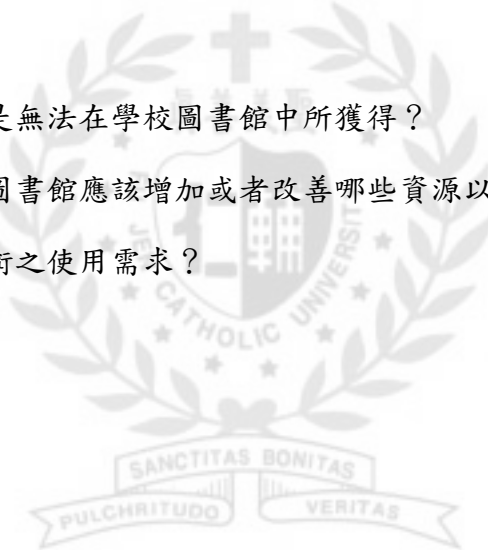 是無法在學校圖書館中所獲得？
圖書館應該增加或者改善哪些資源以
術之使用需求？
CATHOLIC
SANCTITAS BONITAS
PULCHRITUDO VERITAS